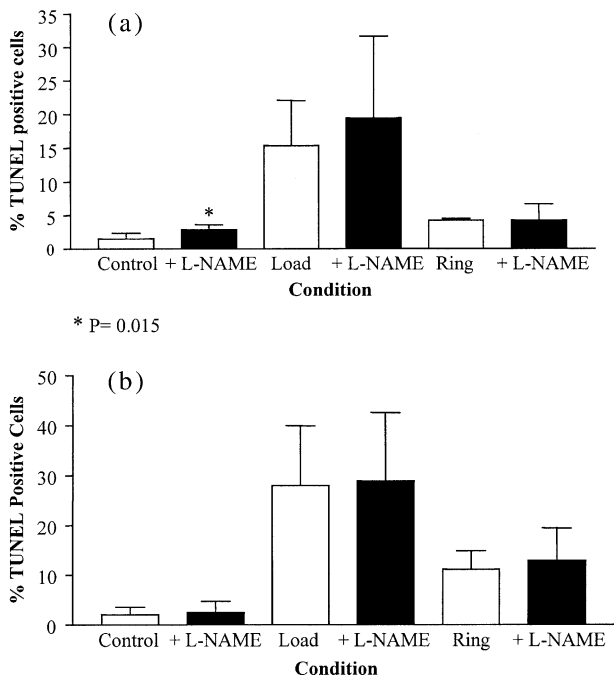 (a)
% TUNEL positive cells
35
30
25
20
15
10
5
0
*
Control + L-NAME Load + L-NAME Ring + L-NAME
Condition
* P= 0.015
(b)
% TUNEL Positive Cells
50
40
30
20
10
0
Control + L-NAME Load + L-NAME Ring + L-NAME
Condition